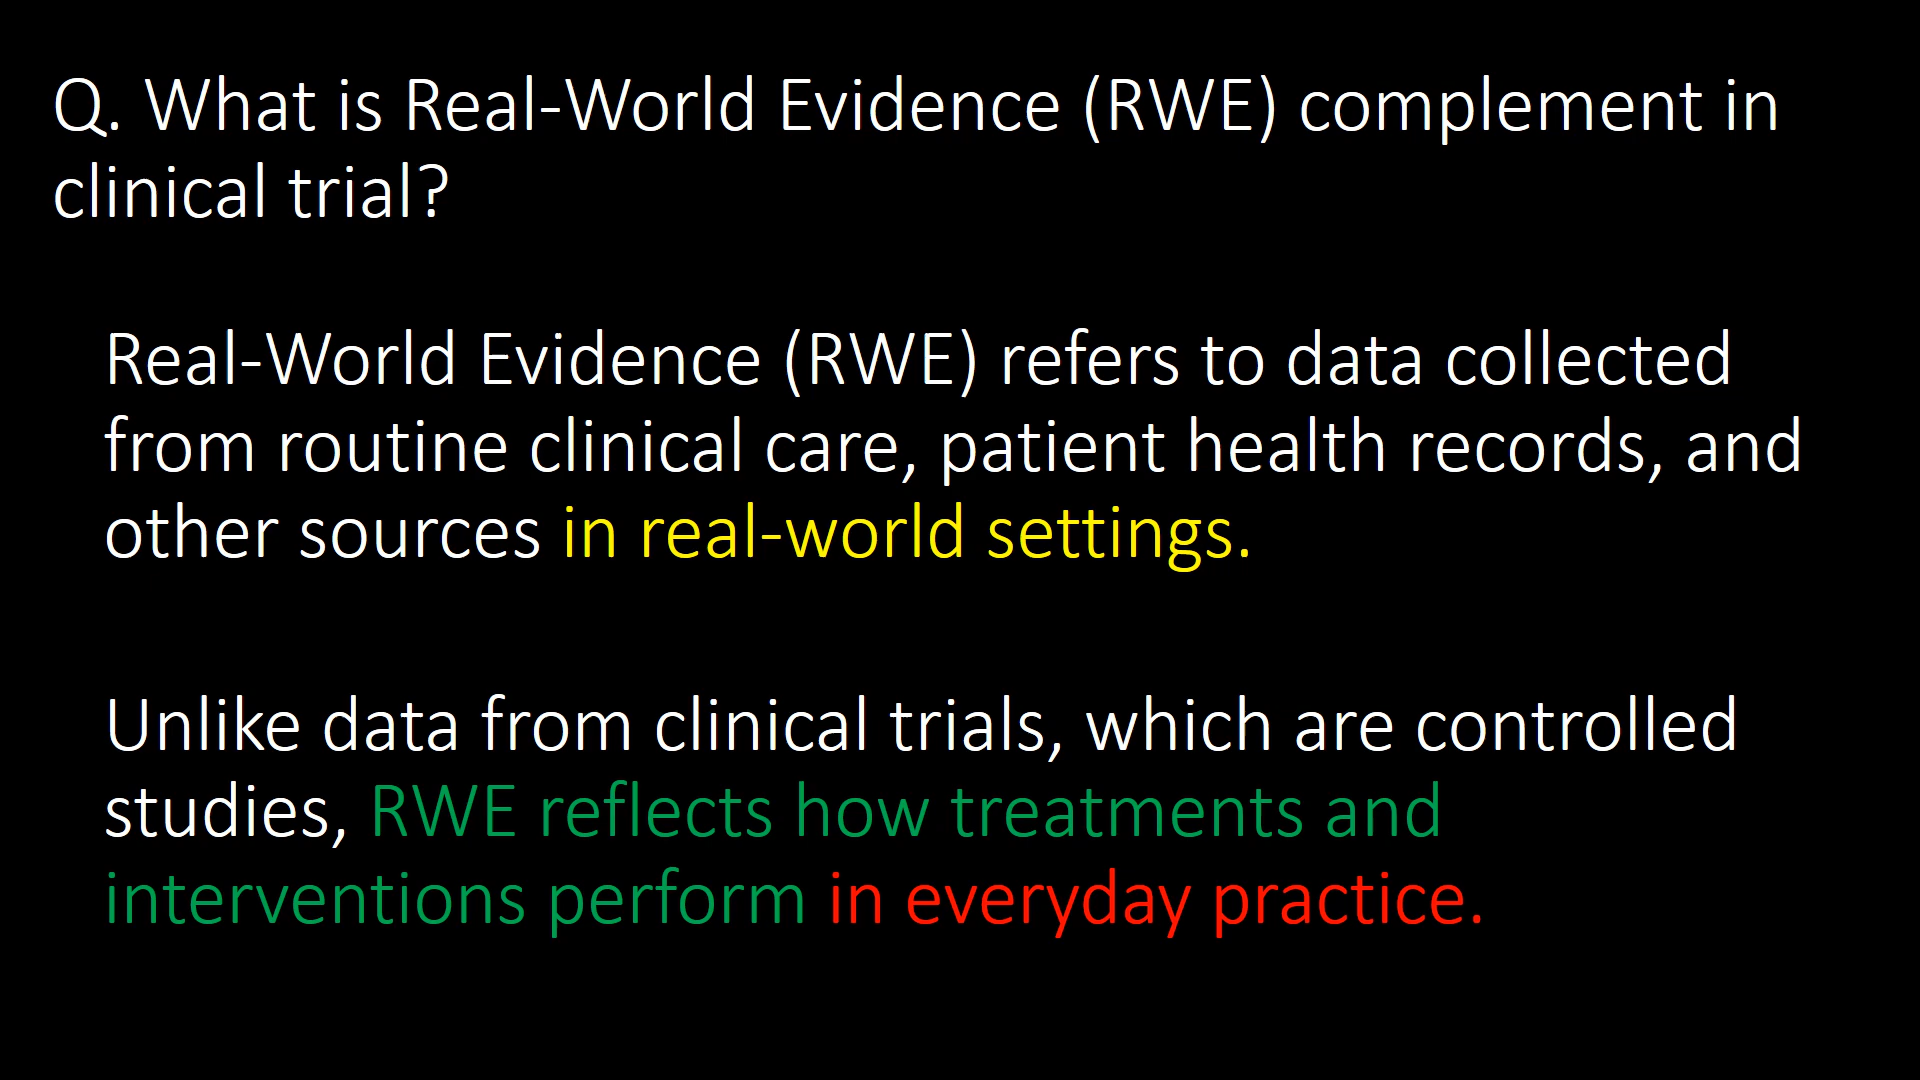 Q. What is Real-World Evidence (RWE) complement in
clinical trial?
Real-World Evidence (RWE) refers to data collected
from routine clinical care, patient health records, and
other sources in real-world settings.
Unlike data from clinical trials, which are controlled
studies, RWE reflects how treatments and
interventions perform in everyday practice.